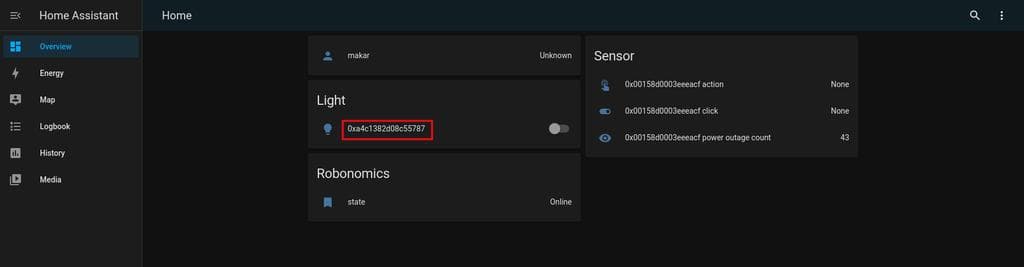 Home Assistant
Overview
Energy
Map
Logbook
History
Media
Home
makar Unknown
Light
0xa4c1382d08c55787
Robonomics
state Online
Sensor
0x00158d0003eeeacf action None
0x00158d0003eeeacf click None
0x00158d0003eeeacf power outage count 43